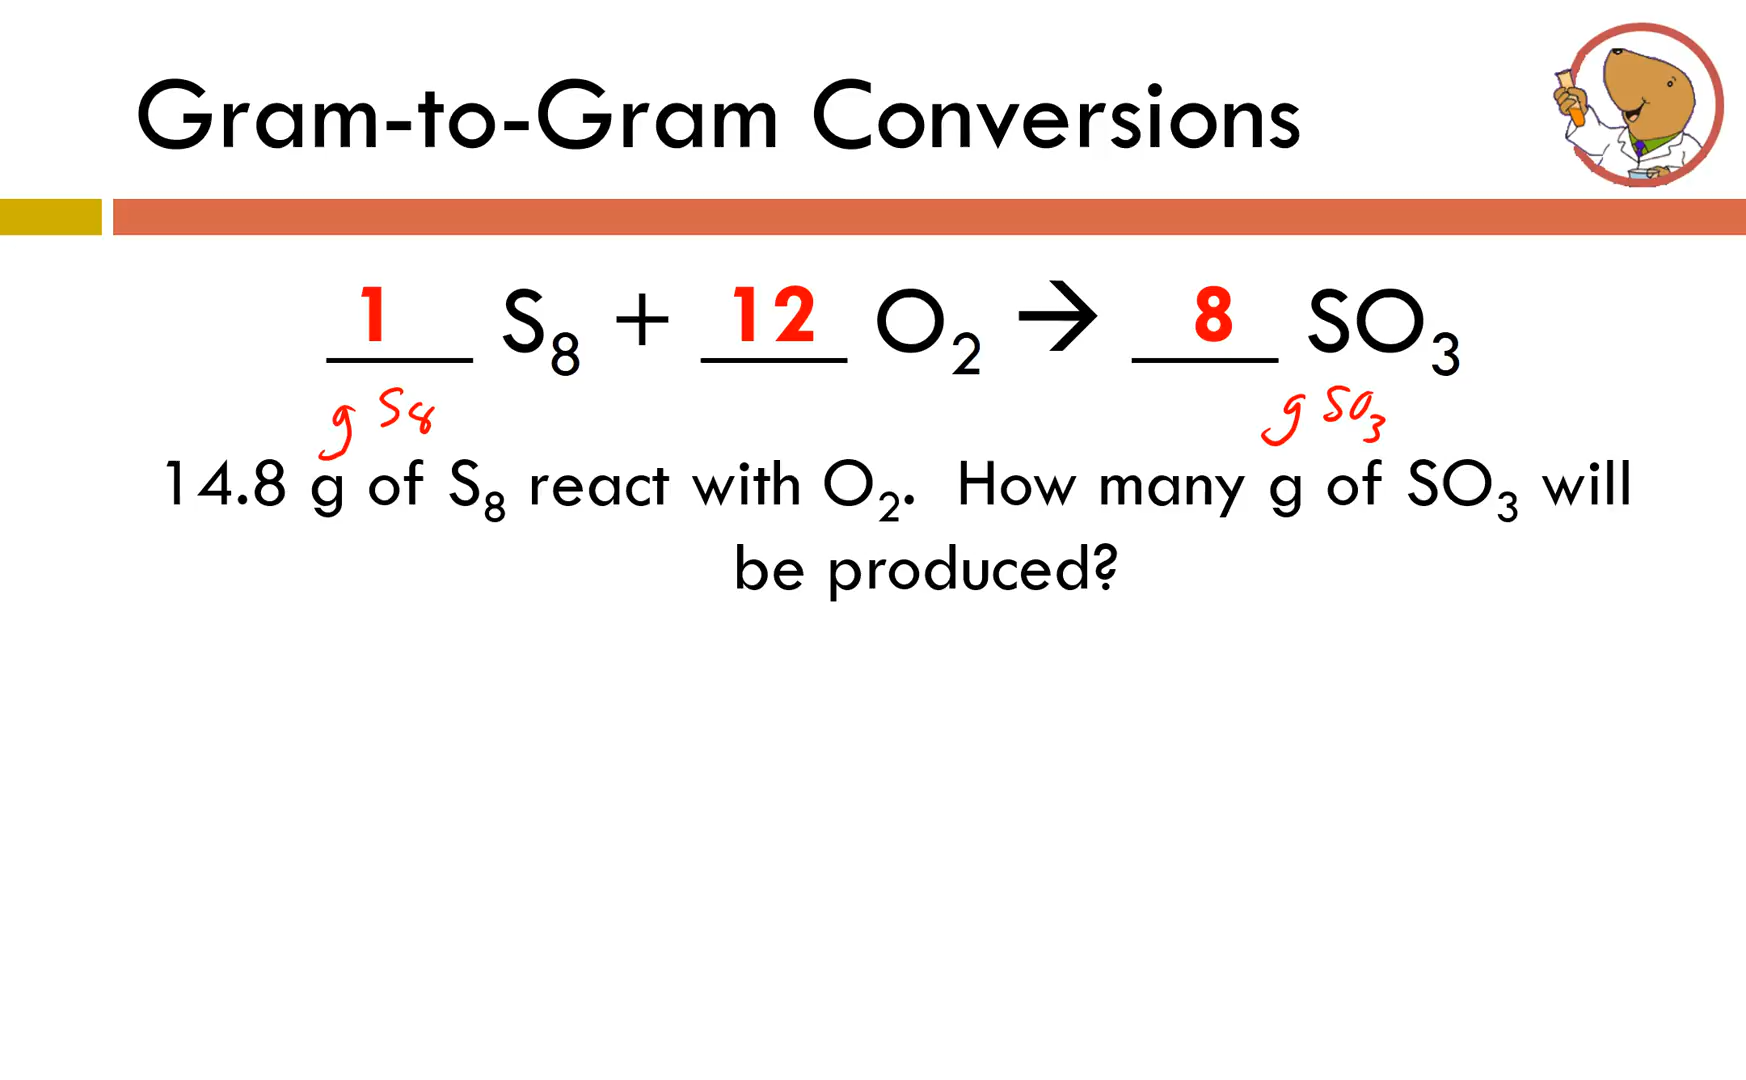 Gram-to-Gram Conversions
1 S₈ + 12 O₂ → 8 SO₃
g S₈ g SO₃
14.8 g of S₈ react with O₂. How many g of SO₃ will
be produced?